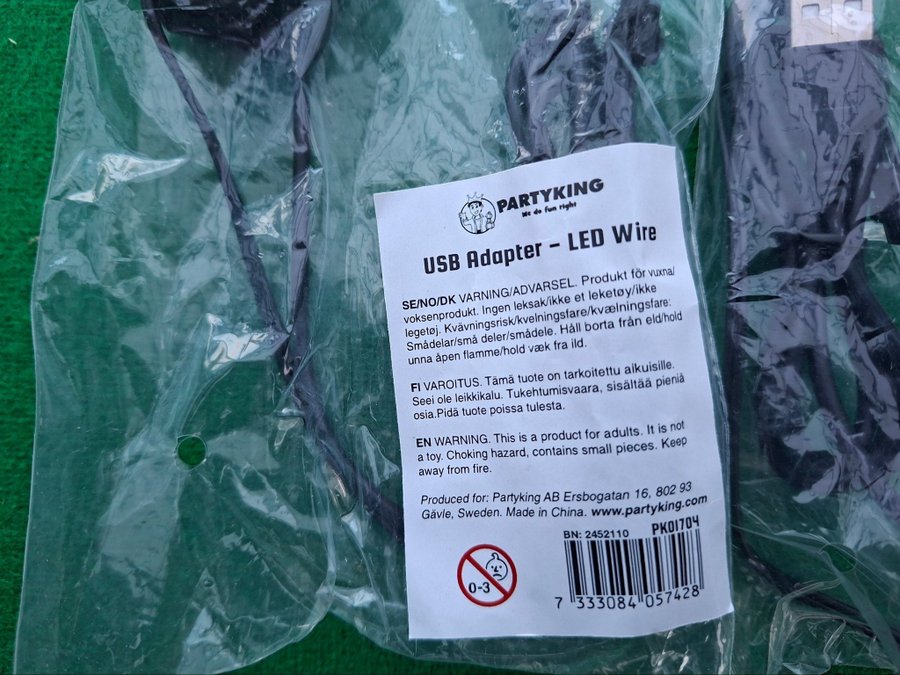 PARTYKING
We do fun right
USB Adapter – LED Wire
SE/NO/DK VARNING/ADVARSEL. Produkt för vuxna/
voksenprodukt. Ingen leksak/ikke et leketøy/ikke
legetøj. Kvävningsrisk/kvelningsfare/kvælningsfare:
Smådelar/små deler/smådele. Håll borta från eld/hold
unna åpen flamme/hold væk fra ild.
FI VAROITUS. Tämä tuote on tarkoitettu aikuisille.
Seei ole leikkikalu. Tukehtumisvaara, sisältää pieniä
osia.Pidä tuote poissa tulesta.
EN WARNING. This is a product for adults. It is not
a toy. Choking hazard, contains small pieces. Keep
away from fire.
Produced for: Partyking AB Ersbogatan 16, 802 93
Gävle, Sweden. Made in China. www.partyking.com
BN: 2452110 PK01704
0-3
7 333084 057428